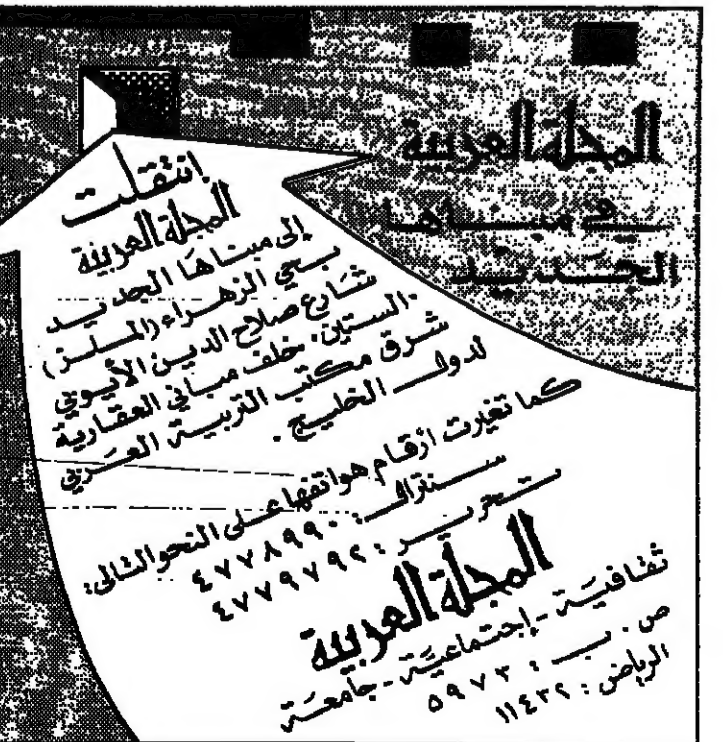 المجلة العربية
في مبناها
الجديد
إنتقلت
المجلة العربية
إلى مبناها الجديد
بحي الزهراء (الملز)
شارع صلاح الدين الأيوبي
الستين. خلف مباني العقارية
شرق مكتب التربية العربي
لدول الخليج.
كما تغيرت أرقام هواتفها على النحو التالي:
سنترال: ٤٧٧٨٩٩٠
تحرير: ٤٧٧٩٧٩٢
المجلة العربية
ثقافية - إجتماعية - جامعة
ص. ب: ٥٩٧٣
الرياض: ١١٤٣٢